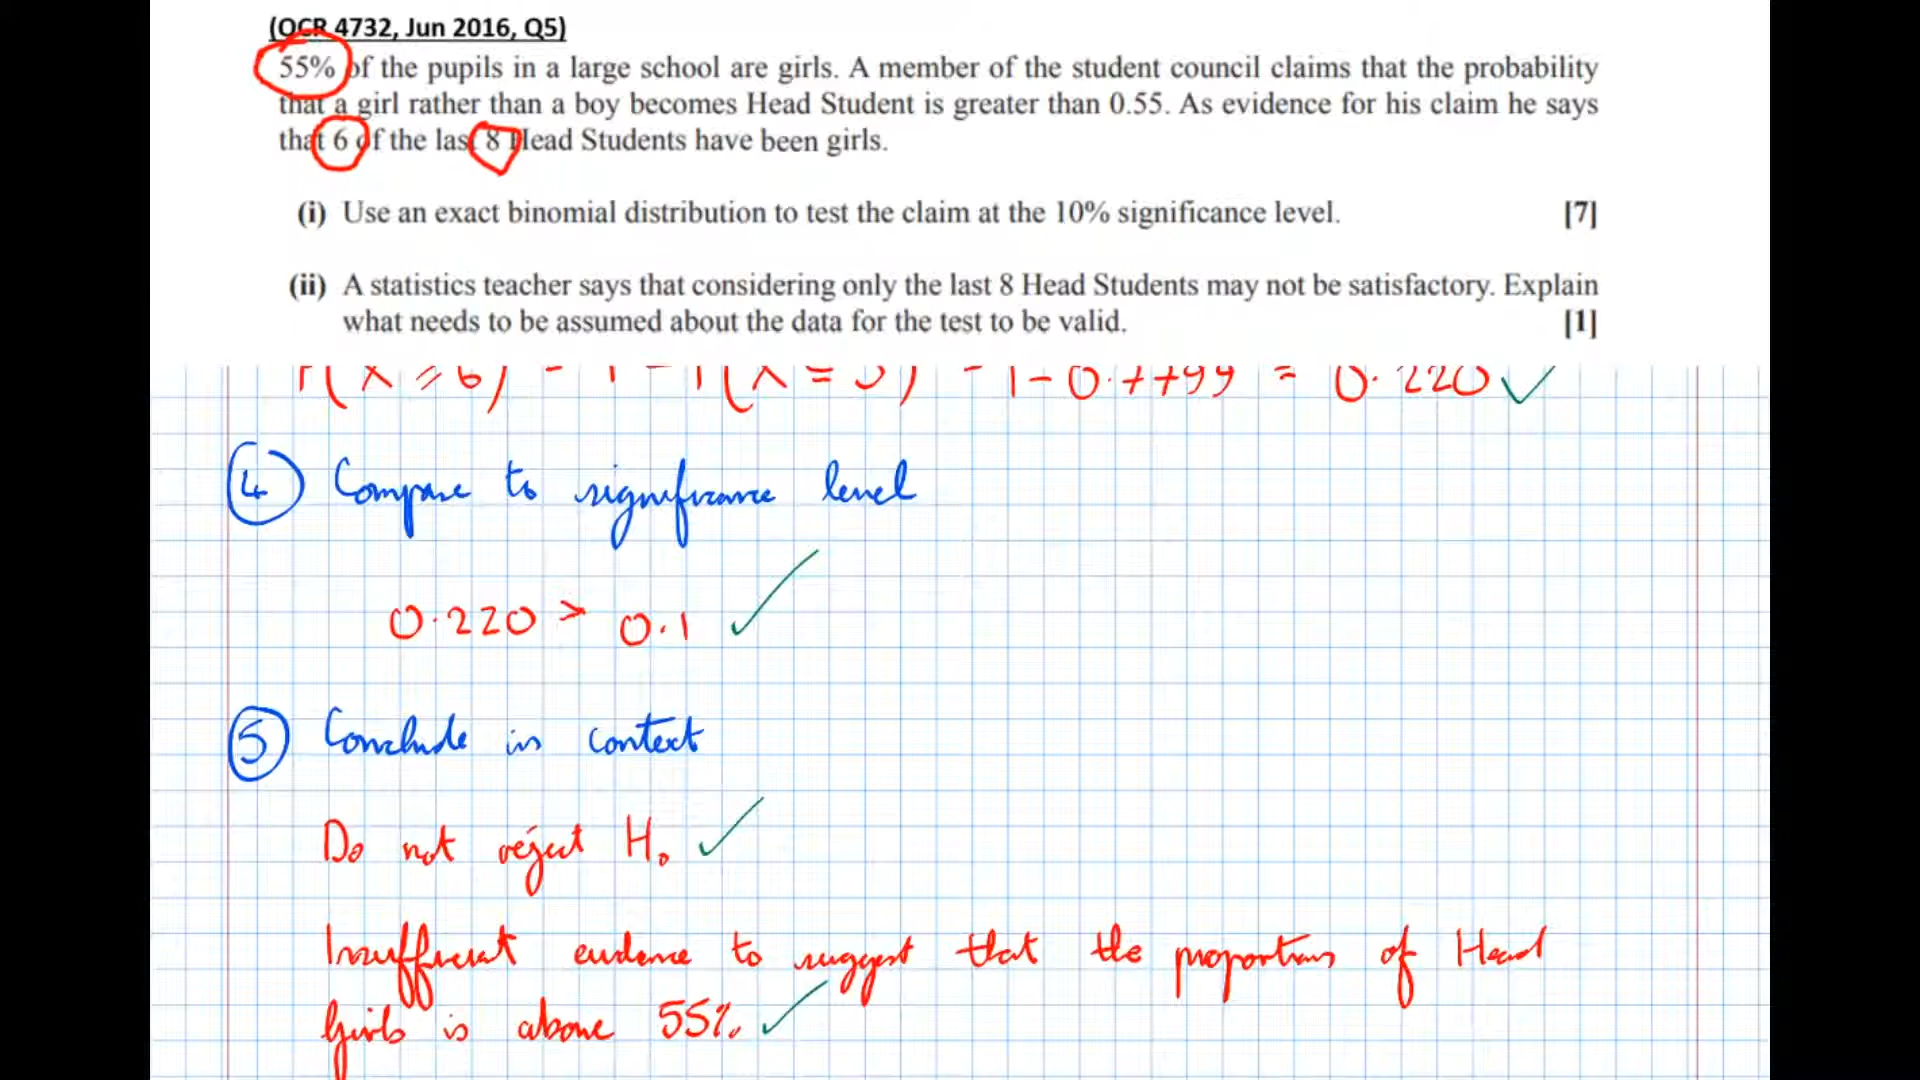 (OCR 4732, Jun 2016, Q5)
55% of the pupils in a large school are girls. A member of the student council claims that the probability
that a girl rather than a boy becomes Head Student is greater than 0.55. As evidence for his claim he says
that 6 of the last 8 Head Students have been girls.
(i) Use an exact binomial distribution to test the claim at the 10% significance level. [7]
(ii) A statistics teacher says that considering only the last 8 Head Students may not be satisfactory. Explain
what needs to be assumed about the data for the test to be valid. [1]
P(X ≥ 6) = 1 - P(X ≤ 5) = 1 - 0.7799 = 0.220 ✓
④ Compare to significance level
0.220 > 0.1 ✓
⑤ Conclude in context
Do not reject H₀ ✓
Insufficient evidence to suggest that the proportion of Head
Girls is above 55%. ✓